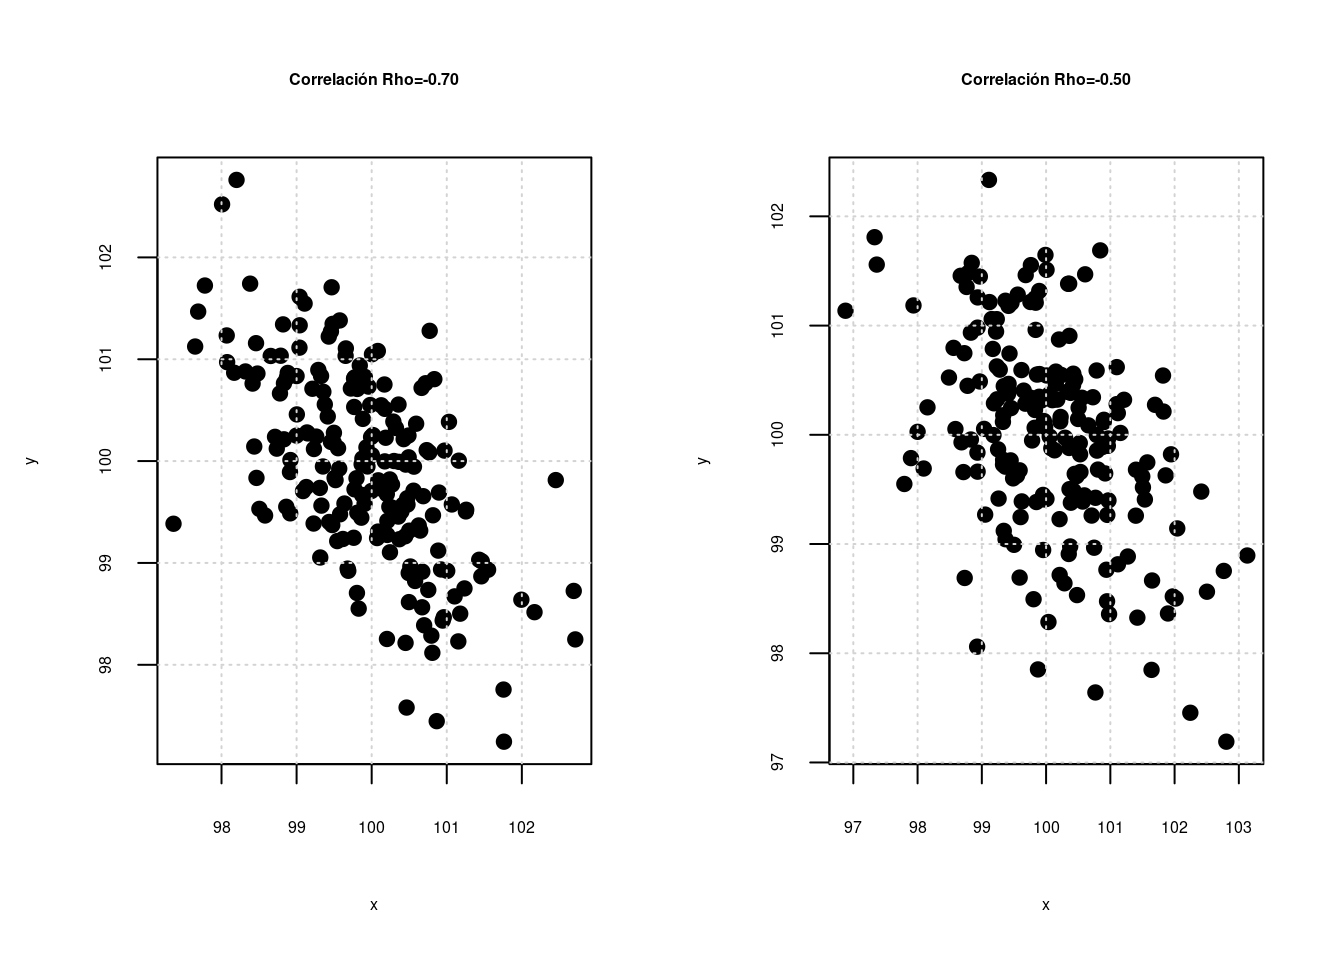 Correlación Rho=-0.70
y
102
101
100
99
98
98 99 100 101 102
x
Correlación Rho=-0.50
y
102
101
100
99
98
97
97 98 99 100 101 102 103
x